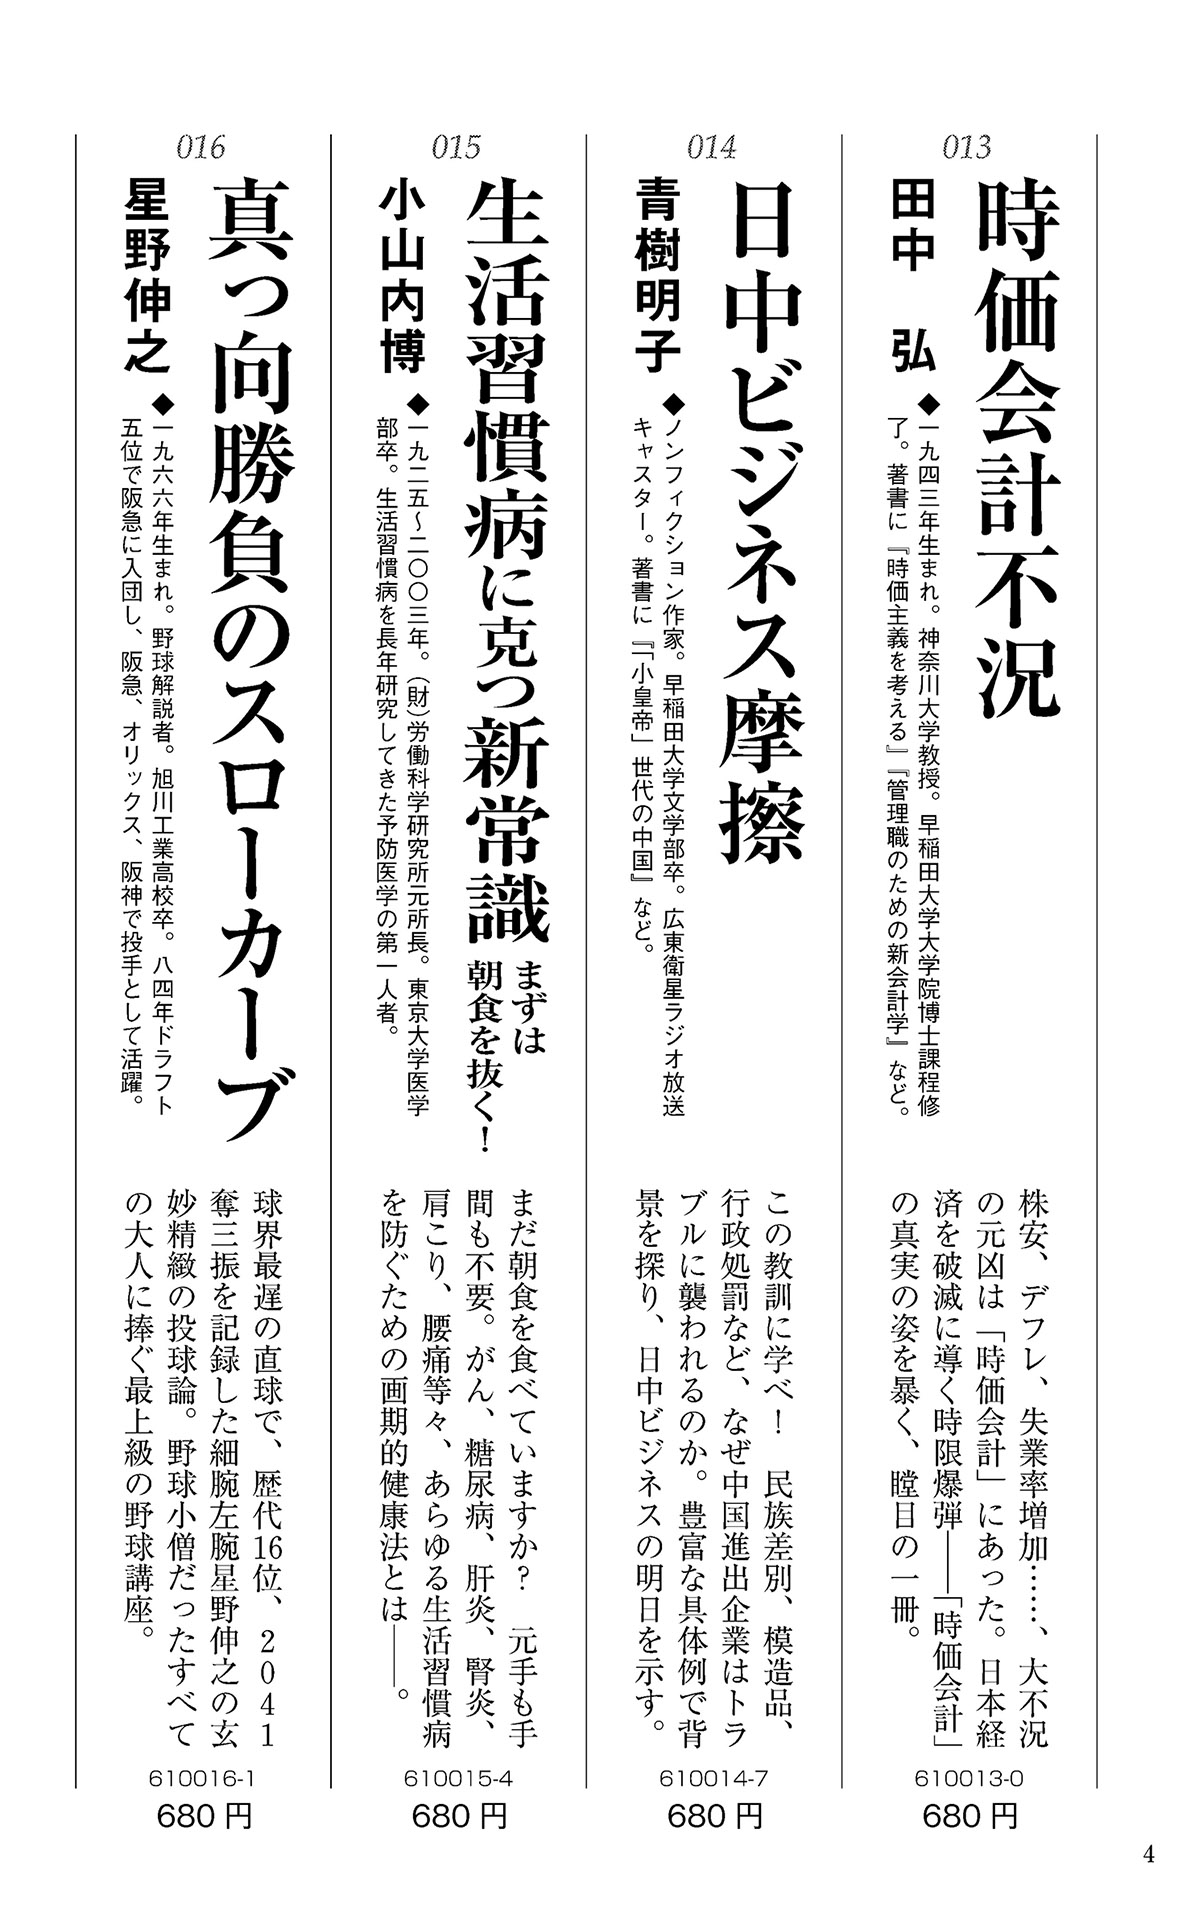 013
時価会計不況
田中　弘
◆一九四三年生まれ。神奈川大学教授。早稲田大学大学院博士課程修
了。著書に『時価主義を考える』『管理職のための新会計学』など。
株安、デフレ、失業率増加……、大不況
の元凶は「時価会計」にあった。日本経
済を破滅に導く時限爆弾――「時価会計」
の真実の姿を暴く、瞠目の一冊。
610013-0
680円
014
日中ビジネス摩擦
青樹明子
◆ノンフィクション作家。早稲田大学文学部卒。広東衛星ラジオ放送
キャスター。著書に『「小皇帝」世代の中国』など。
この教訓に学べ！　民族差別、模造品、
行政処罰など、なぜ中国進出企業はトラ
ブルに襲われるのか。豊富な具体例で背
景を探り、日中ビジネスの明日を示す。
610014-7
680円
015
生活習慣病に克つ新常識
まずは
朝食を抜く！
小山内博
◆一九二五〜二〇〇三年。（財）労働科学研究所元所長。東京大学医学
部卒。生活習慣病を長年研究してきた予防医学の第一人者。
まだ朝食を食べていますか？　元手も手
間も不要。がん、糖尿病、肝炎、腎炎、
肩こり、腰痛等々、あらゆる生活習慣病
を防ぐための画期的健康法とは――。
610015-4
680円
016
真っ向勝負のスローカーブ
星野伸之
◆一九六六年生まれ。野球解説者。旭川工業高校卒。八四年ドラフト
五位で阪急に入団し、阪急、オリックス、阪神で投手として活躍。
球界最遅の直球で、歴代16位、2041
奪三振を記録した細腕左腕星野伸之の玄
妙精緻の投球論。野球小僧だったすべて
の大人に捧ぐ最上級の野球講座。
610016-1
680円
4